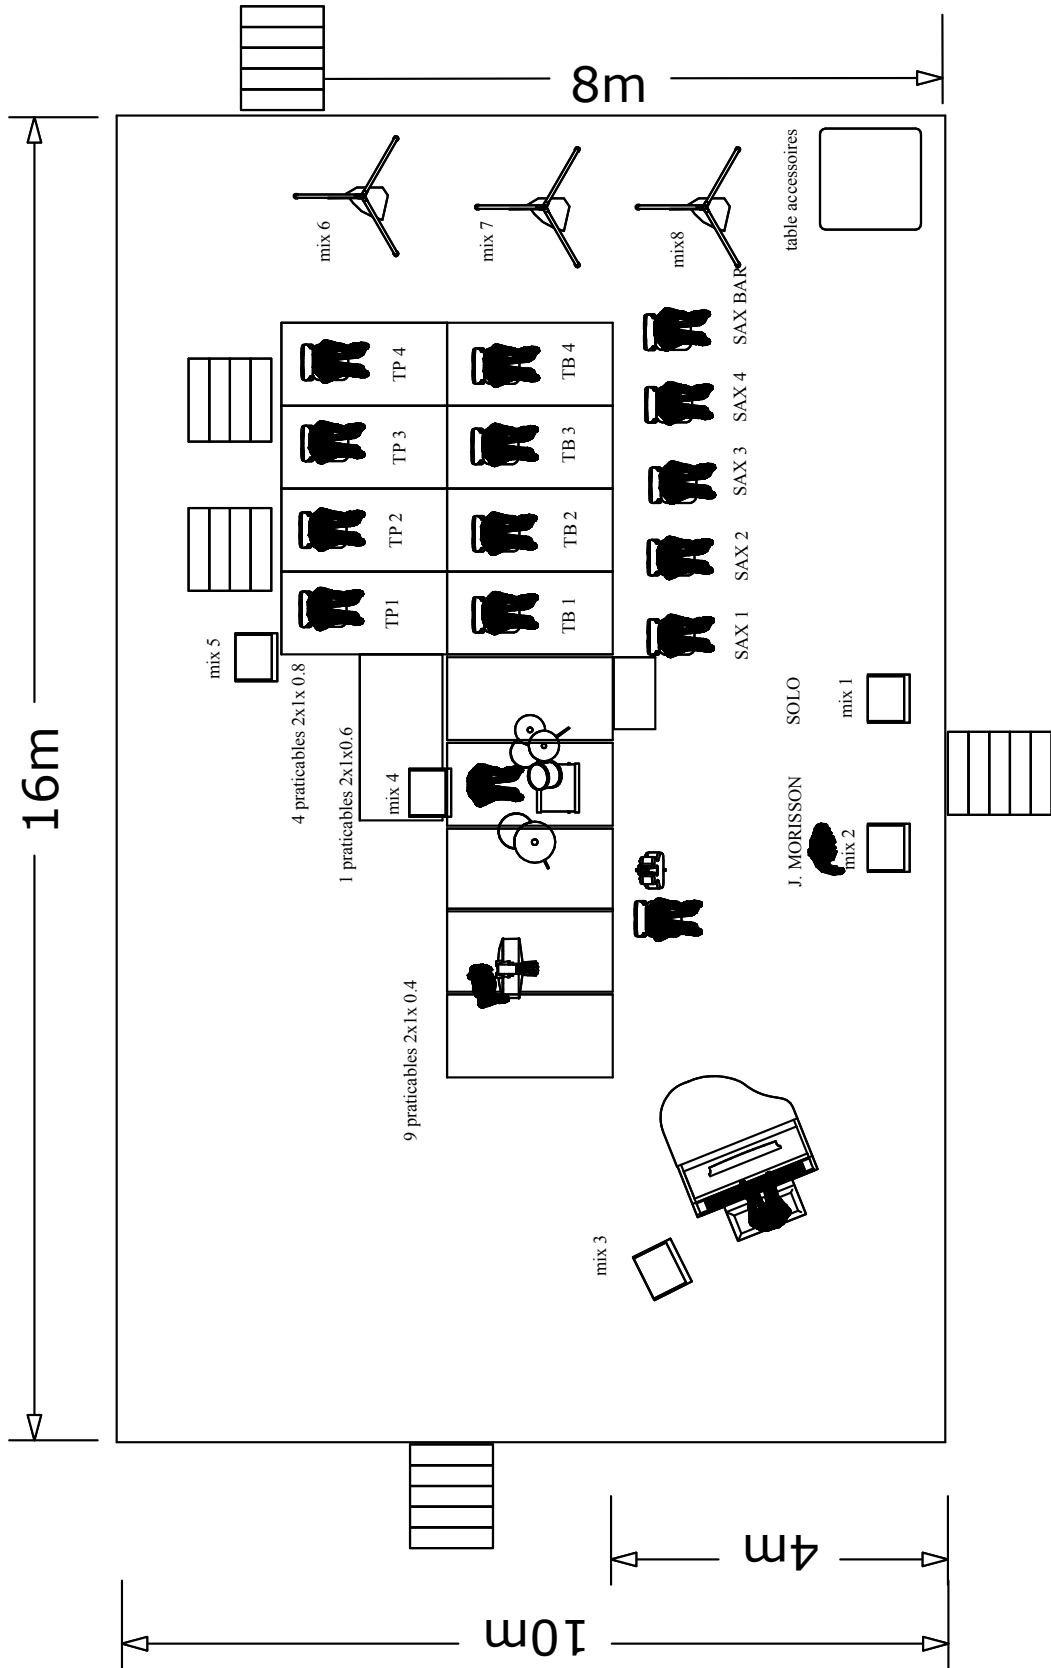 16m
8m
mix 6
mix 7
mix8
table accessoires
TP 4
TB 4
SAX BAR
TP 3
TB 3
SAX 4
TP 2
TB 2
SAX 3
TP1
TB 1
SAX 2
SAX 1
mix 5
4 praticables 2x1x 0.8
1 praticables 2x1x0.6
mix 4
SOLO
mix 1
J. MORISSON
mix 2
9 praticables 2x1x 0.4
mix 3
4m
10m